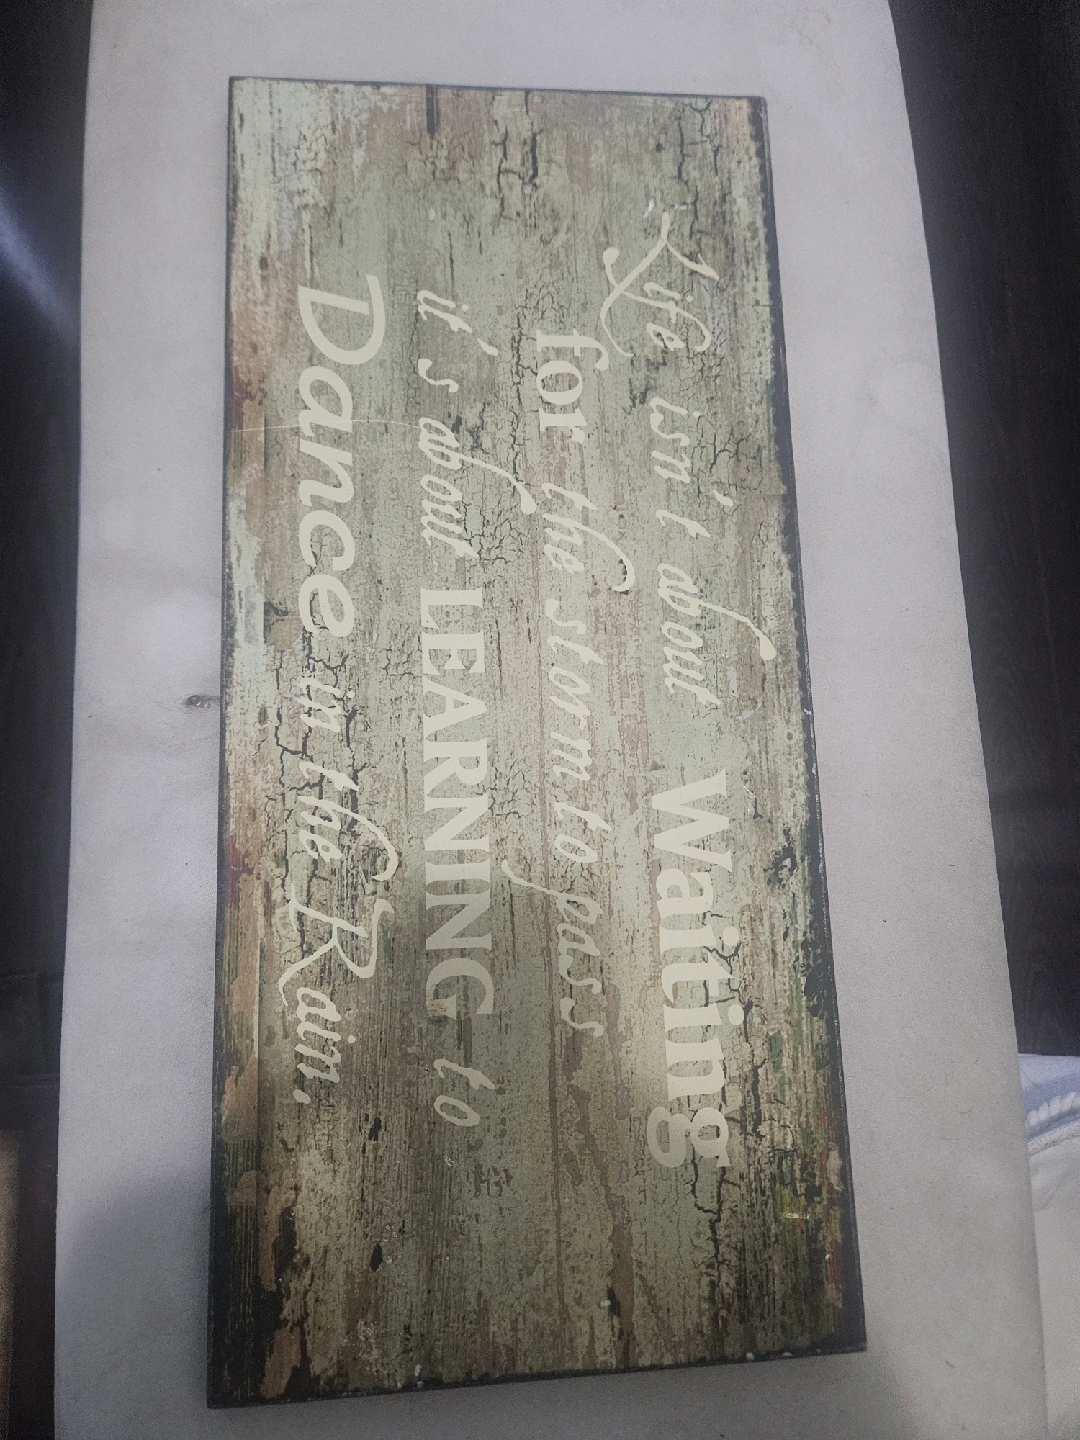 Life isn't about Waiting
for the storm to pass
it's about LEARNING to
Dance in the Rain.